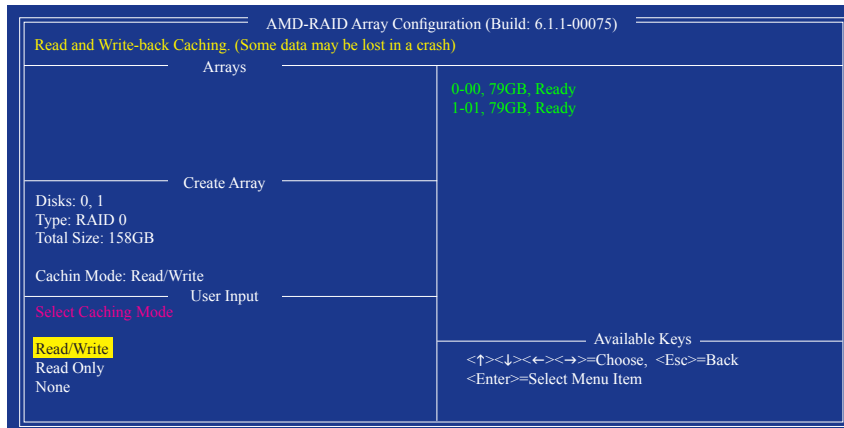 AMD-RAID Array Configuration (Build: 6.1.1-00075)
Read and Write-back Caching. (Some data may be lost in a crash)
Arrays
0-00, 79GB, Ready
1-01, 79GB, Ready
Create Array
Disks: 0, 1
Type: RAID 0
Total Size: 158GB
Cachin Mode: Read/Write
User Input
Select Caching Mode
Read/Write
Read Only
None
Available Keys
<↑><↓><←><→>=Choose, <Esc>=Back
<Enter>=Select Menu Item